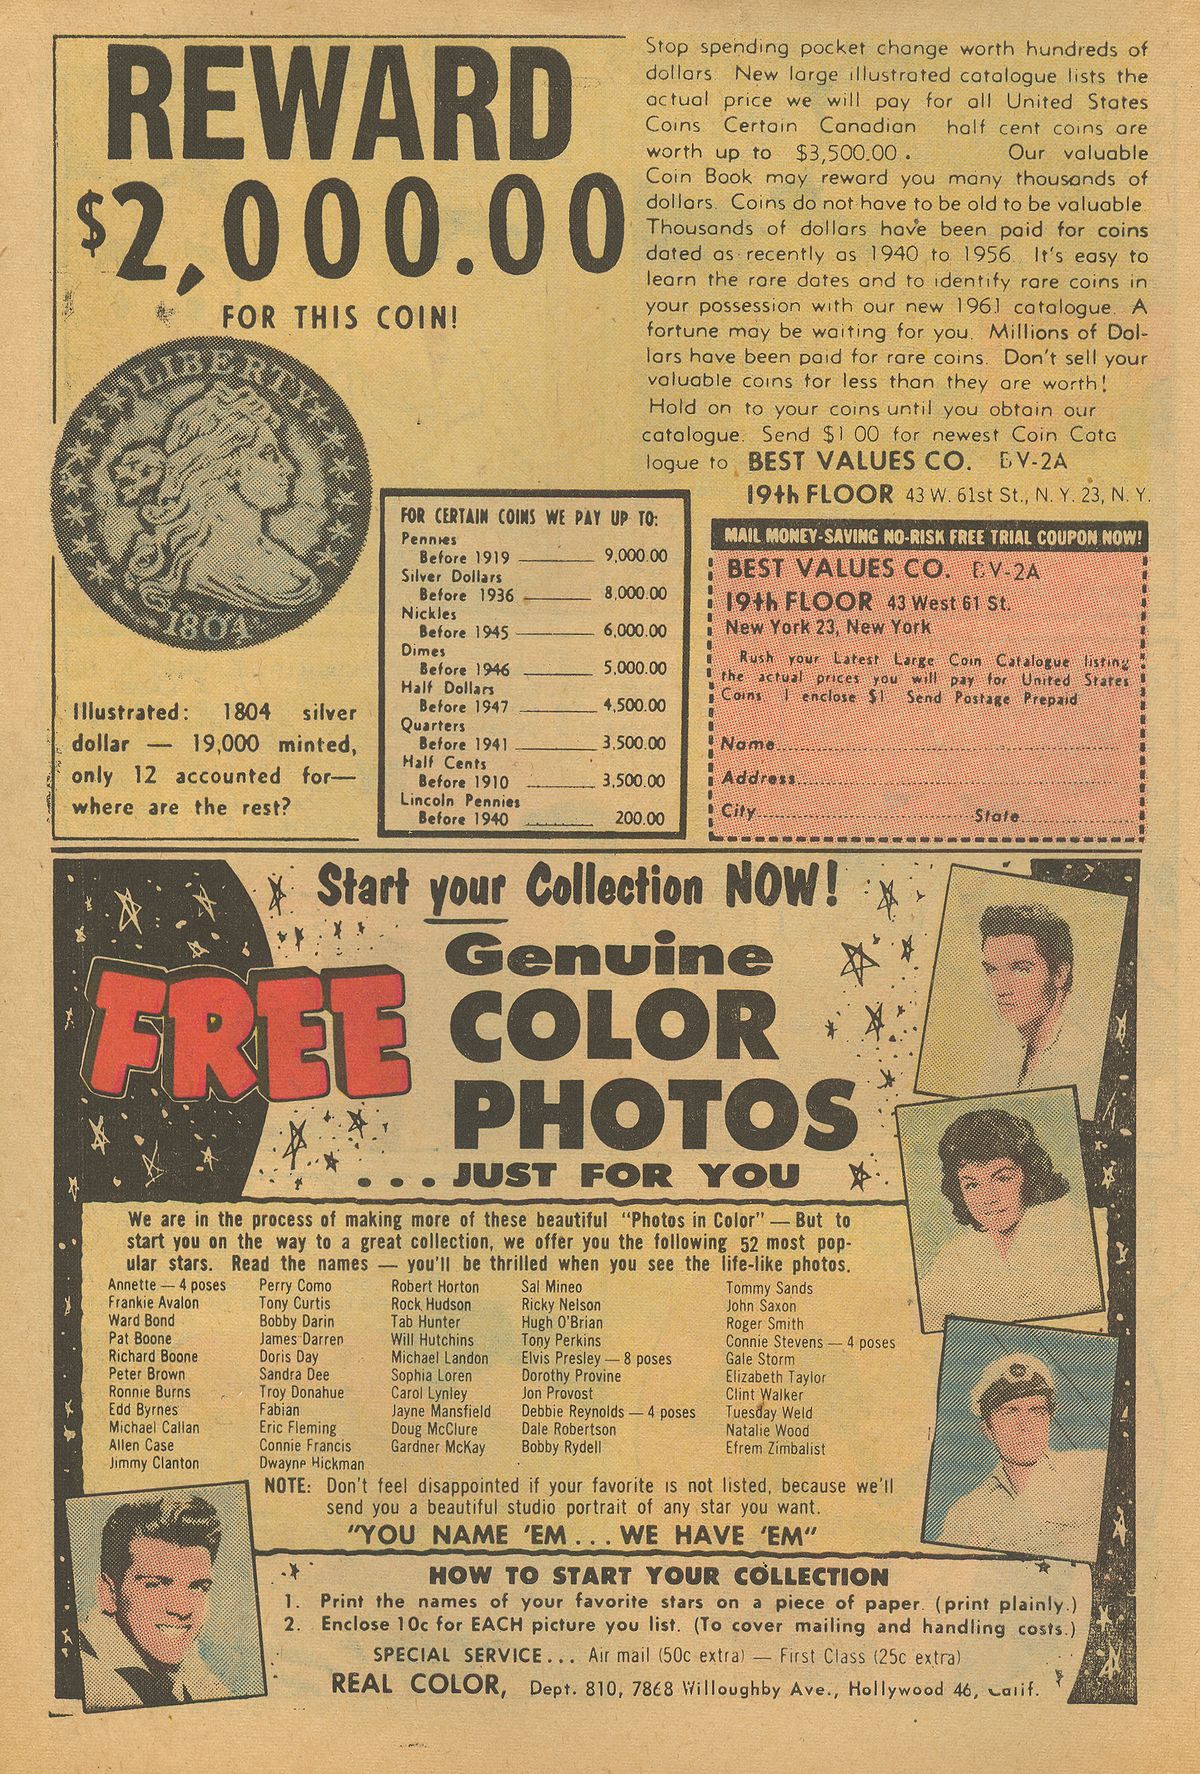 REWARD
$2,000.00
FOR THIS COIN!
LIBERTY
1804
Illustrated: 1804 silver
dollar — 19,000 minted,
only 12 accounted for—
where are the rest?
Stop spending pocket change worth hundreds of
dollars. New large illustrated catalogue lists the
actual price we will pay for all United States
Coins Certain Canadian half cent coins are
worth up to $3,500.00. Our valuable
Coin Book may reward you many thousands of
dollars. Coins do not have to be old to be valuable
Thousands of dollars have been paid for coins
dated as recently as 1940 to 1956. It's easy to
learn the rare dates and to identify rare coins in
your possession with our new 1961 catalogue. A
fortune may be waiting for you. Millions of Dol-
lars have been paid for rare coins. Don't sell your
valuable coins for less than they are worth!
Hold on to your coins until you obtain our
catalogue. Send $1 00 for newest Coin Cata
logue to BEST VALUES CO. DV-2A
19th FLOOR 43 W. 61st St., N. Y. 23, N. Y.
FOR CERTAIN COINS WE PAY UP TO:
Pennies
Before 1919 9,000.00
Silver Dollars
Before 1936 8,000.00
Nickles
Before 1945 6,000.00
Dimes
Before 1946 5,000.00
Half Dollars
Before 1947 4,500.00
Quarters
Before 1941 3,500.00
Half Cents
Before 1910 3,500.00
Lincoln Pennies
Before 1940 200.00
MAIL MONEY-SAVING NO-RISK FREE TRIAL COUPON NOW!
BEST VALUES CO. DV-2A
19th FLOOR 43 West 61 St.
New York 23, New York
Rush your Latest Large Coin Catalogue listing
the actual prices you will pay for United States
Coins I enclose $1 Send Postage Prepaid
Name
Address
City State
Start your Collection NOW!
FREE
Genuine
COLOR
PHOTOS
...JUST FOR YOU
We are in the process of making more of these beautiful "Photos in Color" — But to
start you on the way to a great collection, we offer you the following 52 most pop-
ular stars. Read the names — you'll be thrilled when you see the life-like photos.
Annette — 4 poses
Frankie Avalon
Ward Bond
Pat Boone
Richard Boone
Peter Brown
Ronnie Burns
Edd Byrnes
Michael Callan
Allen Case
Jimmy Clanton
Perry Como
Tony Curtis
Bobby Darin
James Darren
Doris Day
Sandra Dee
Troy Donahue
Fabian
Eric Fleming
Connie Francis
Dwayne Hickman
Robert Horton
Rock Hudson
Tab Hunter
Will Hutchins
Michael Landon
Sophia Loren
Carol Lynley
Jayne Mansfield
Doug McClure
Gardner McKay
Sal Mineo
Ricky Nelson
Hugh O'Brian
Tony Perkins
Elvis Presley — 8 poses
Dorothy Provine
Jon Provost
Debbie Reynolds — 4 poses
Dale Robertson
Bobby Rydell
Tommy Sands
John Saxon
Roger Smith
Connie Stevens — 4 poses
Gale Storm
Elizabeth Taylor
Clint Walker
Tuesday Weld
Natalie Wood
Efrem Zimbalist
NOTE: Don't feel disappointed if your favorite is not listed, because we'll
send you a beautiful studio portrait of any star you want.
"YOU NAME 'EM... WE HAVE 'EM"
HOW TO START YOUR COLLECTION
1. Print the names of your favorite stars on a piece of paper. (print plainly.)
2. Enclose 10c for EACH picture you list. (To cover mailing and handling costs.)
SPECIAL SERVICE... Air mail (50c extra) — First Class (25c extra)
REAL COLOR, Dept. 810, 7868 Willoughby Ave., Hollywood 46, Calif.